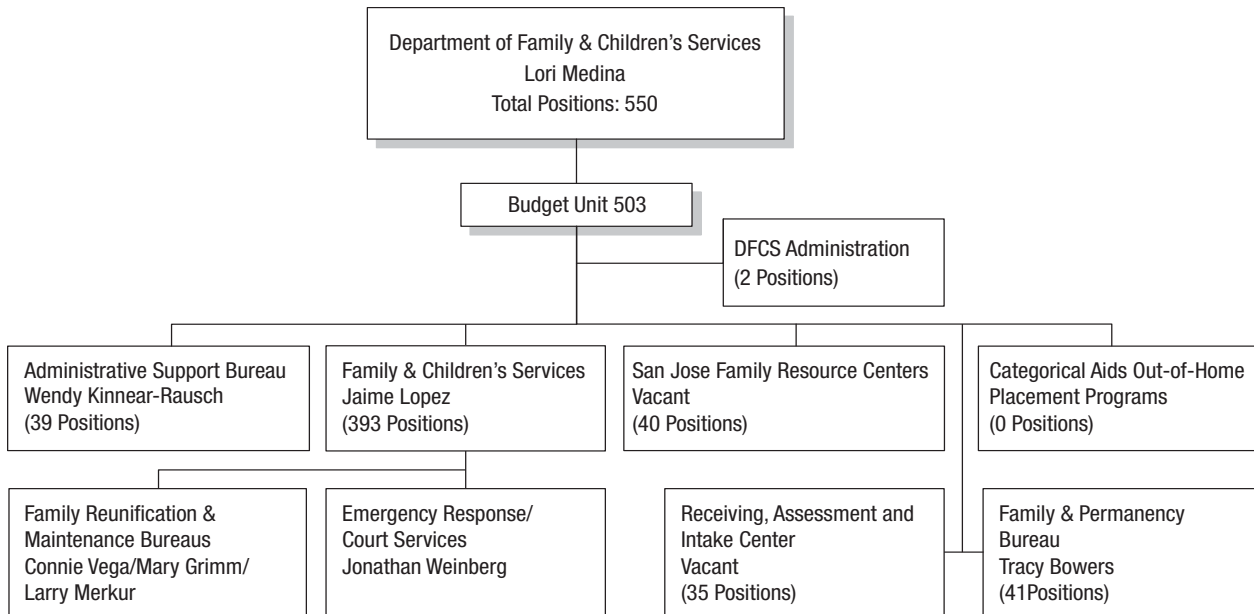 Department of Family & Children’s Services
Lori Medina
Total Positions: 550
Budget Unit 503
DFCS Administration
(2 Positions)
Administrative Support Bureau
Wendy Kinnear-Rausch
(39 Positions)
Family & Children’s Services
Jaime Lopez
(393 Positions)
San Jose Family Resource Centers
Vacant
(40 Positions)
Categorical Aids Out-of-Home
Placement Programs
(0 Positions)
Family Reunification &
Maintenance Bureaus
Connie Vega/Mary Grimm/
Larry Merkur
Emergency Response/
Court Services
Jonathan Weinberg
Receiving, Assessment and
Intake Center
Vacant
(35 Positions)
Family & Permanency
Bureau
Tracy Bowers
(41Positions)